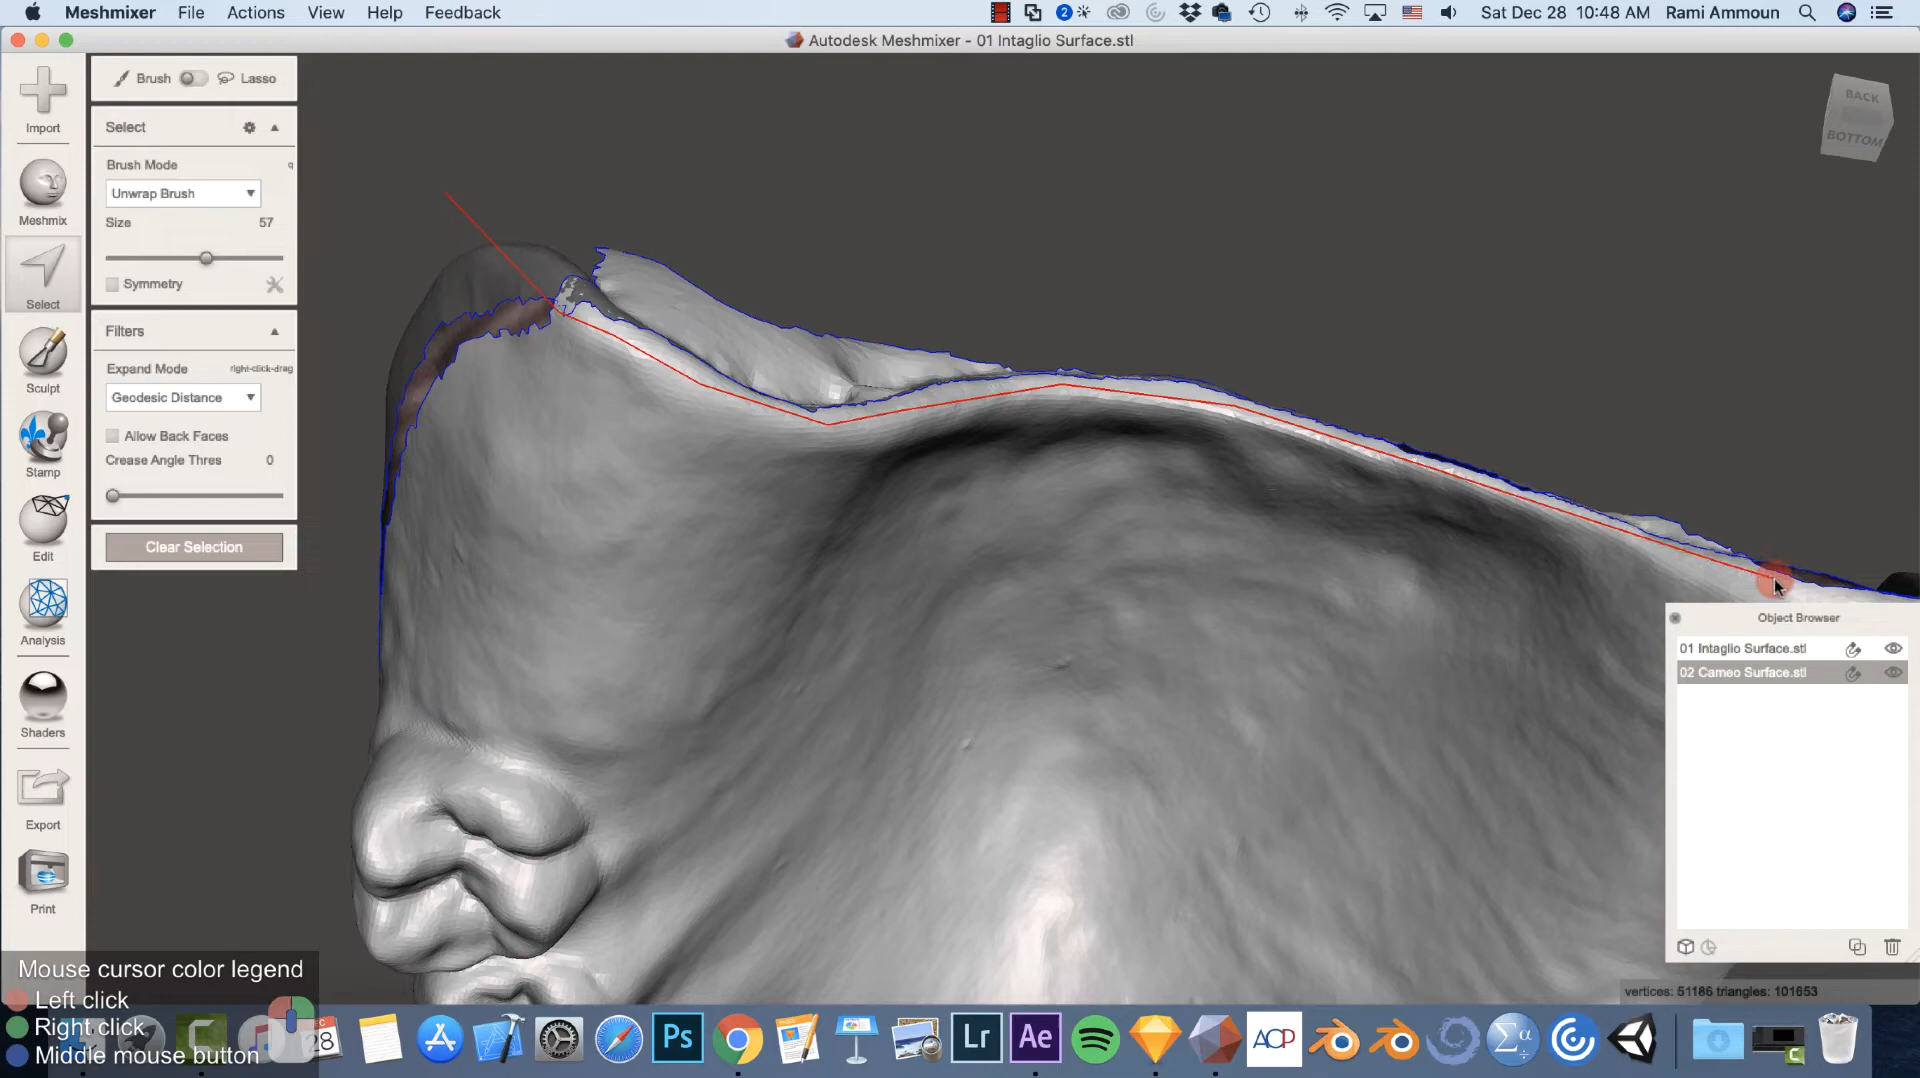 Meshmixer File Actions View Help Feedback
2
Sat Dec 28 10:48 AM Rami Ammoun
Autodesk Meshmixer - 01 Intaglio Surface.stl
Import
Meshmix
Select
Sculpt
Stamp
Edit
Analysis
Shaders
Export
Print
Brush Lasso
Select
Brush Mode q
Unwrap Brush
Size 57
Symmetry
Filters
Expand Mode right-click-drag
Geodesic Distance
Allow Back Faces
Crease Angle Thres 0
Clear Selection
BACK
BOTTOM
Object Browser
01 Intaglio Surface.stl
02 Cameo Surface.stl
vertices: 51186 triangles: 101653
Mouse cursor color legend
Left click
Right click
Middle mouse button
28
Ps
Lr
Ae
ACP
Σα
C